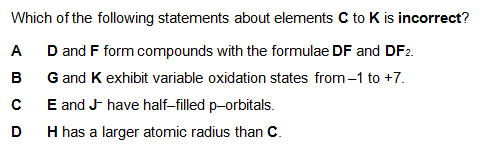 Which of the following statements about elements C to K is incorrect?
A D and F form compounds with the formulae DF and DF₂.
B G and K exhibit variable oxidation states from –1 to +7.
C E and J⁻ have half–filled p–orbitals.
D H has a larger atomic radius than C.